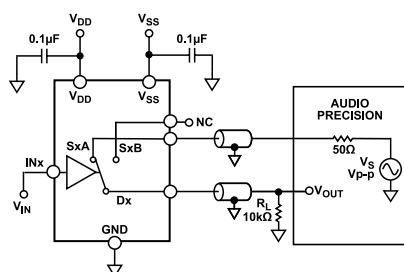 VDD
VSS
0.1µF
0.1µF
VDD
VSS
NC
AUDIO
PRECISION
SxA
SxB
INx
50Ω
VS
Vp-p
VIN
Dx
VOUT
RL
10kΩ
GND